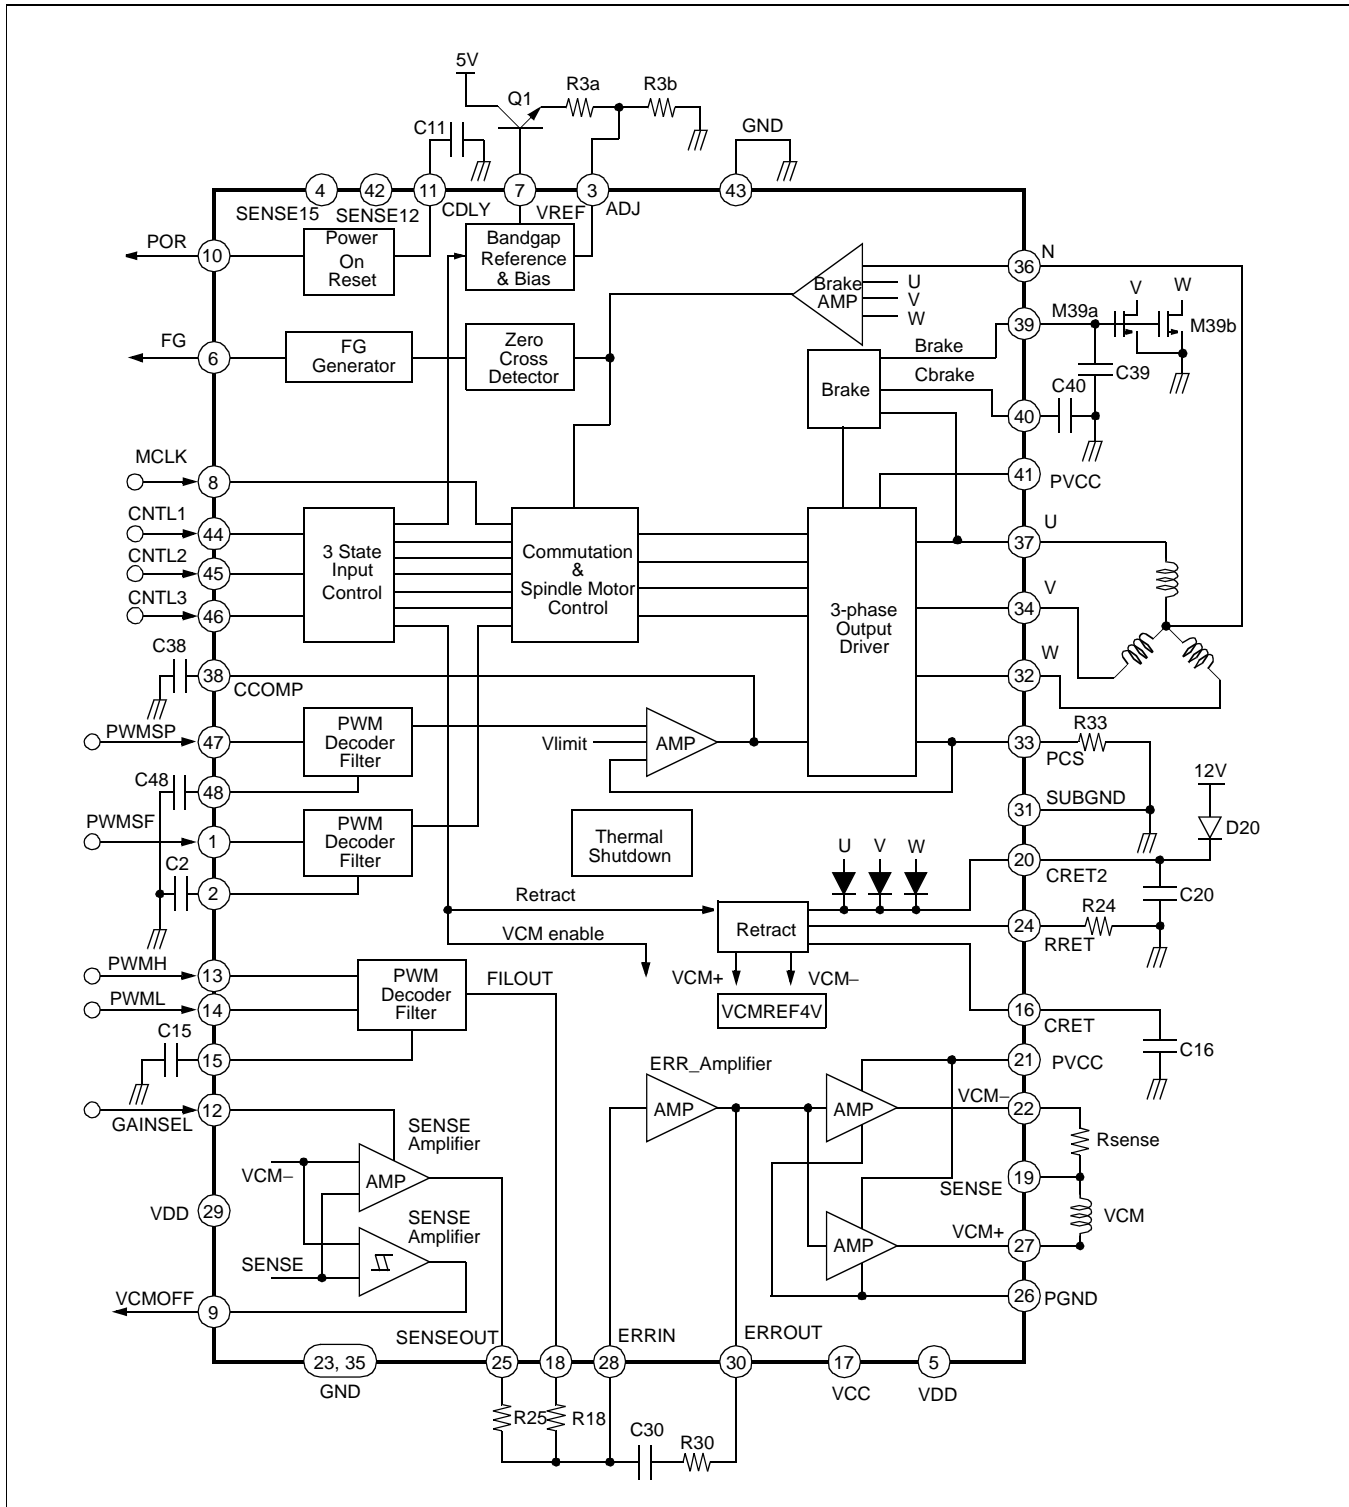 5V
Q1
R3a
R3b
C11
GND
4
42
11
7
3
43
SENSE15
SENSE12
CDLY
VREF
ADJ
POR
10
Power
On
Reset
Bandgap
Reference
& Bias
Brake
AMP
U
V
W
36
N
V
W
M39a
M39b
39
FG
6
FG
Generator
Zero
Cross
Detector
Brake
Brake
Cbrake
C39
C40
40
MCLK
8
41
PVCC
CNTL1
44
CNTL2
45
CNTL3
46
3 State
Input
Control
Commutation
&
Spindle Motor
Control
3-phase
Output
Driver
U
37
V
34
W
32
C38
38
CCOMP
PWMSP
47
PWM
Decoder
Filter
Vlimit
AMP
33
PCS
R33
C48
48
31
SUBGND
12V
D20
PWMSF
1
PWM
Decoder
Filter
Thermal
Shutdown
C2
2
U
V
W
20
CRET2
C20
Retract
VCM enable
Retract
24
RRET
R24
VCM+
VCM−
VCMREF4V
PWMH
13
PWML
14
PWM
Decoder
Filter
FILOUT
16
CRET
C16
C15
15
ERR_Amplifier
21
PVCC
GAINSEL
12
AMP
AMP
VCM−
22
Rsense
SENSE
Amplifier
VCM−
AMP
SENSE
19
VDD
29
VCM
SENSE
Amplifier
SENSE
AMP
VCM+
27
VCMOFF
9
26
PGND
SENSEOUT
ERRIN
ERROUT
23, 35
GND
25
18
28
30
17
VCC
5
VDD
R25
R18
C30
R30